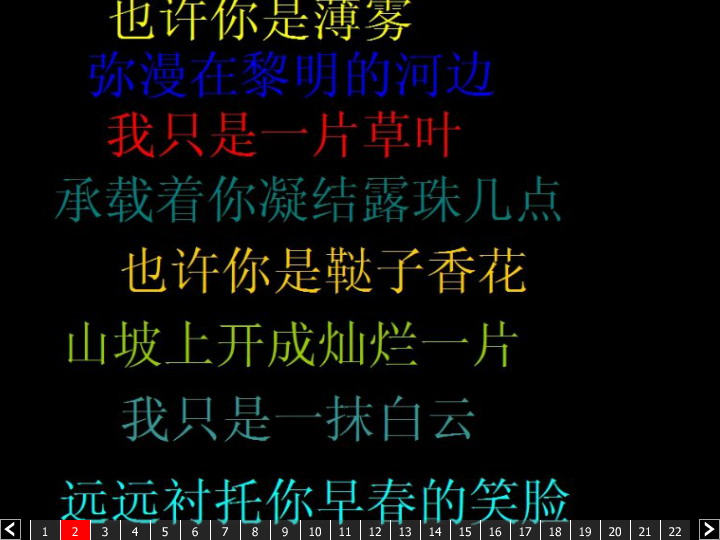 也许你是薄雾
弥漫在黎明的河边
我只是一片草叶
承载着你凝结露珠几点
也许你是鞑子香花
山坡上开成灿烂一片
我只是一抹白云
远远衬托你早春的笑脸
< 1 2 3 4 5 6 7 8 9 10 11 12 13 14 15 16 17 18 19 20 21 22 >